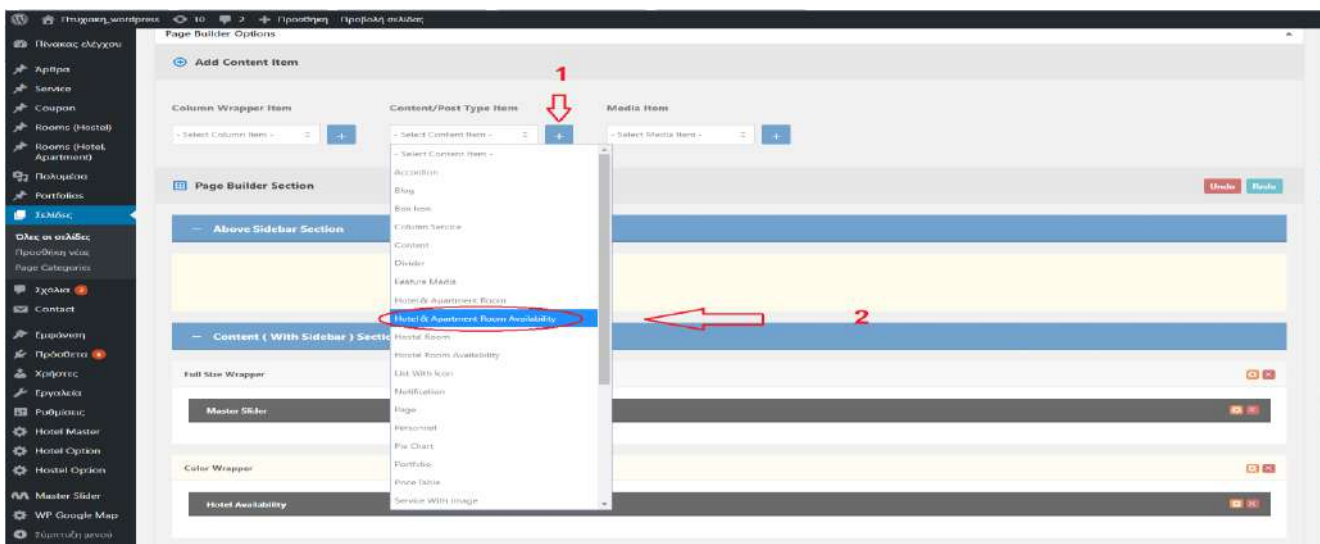 Πτυχιακη_wordpress 10 2 Προσθήκη Προβολή σελίδας
Πίνακας ελέγχου
Άρθρα
Service
Coupon
Rooms (Hostel)
Rooms (Hotel,
Apartment)
Πολυμέσα
Portfolios
Σελίδες
Όλες οι σελίδες
Προσθήκη νέας
Page Categories
Σχόλια 2
Contact
Εμφάνιση
Πρόσθετα
Χρήστες
Εργαλεία
Ρυθμίσεις
Hotel Master
Hotel Option
Hostel Option
Master Slider
WP Google Map
Σύμπτυξη μενού
Page Builder Options
Add Content Item
1
Column Wrapper Item Content/Post Type Item Media Item
- Select Column Item - + - Select Content Item - + - Select Media Item - +
- Select Content Item -
Accordion
Blog
Box Item
Column Service
Content
Divider
Feature Media
Hotel & Apartment Room
Hotel & Apartment Room Availability
2
Hostel Room
Hostel Room Availability
List With Icon
Notification
Page
Personnel
Pie Chart
Portfolio
Price Table
Service With Image
Page Builder Section
Undo Redo
Above Sidebar Section
Content ( With Sidebar ) Section
Full Size Wrapper
Master Slider
Color Wrapper
Hotel Availability